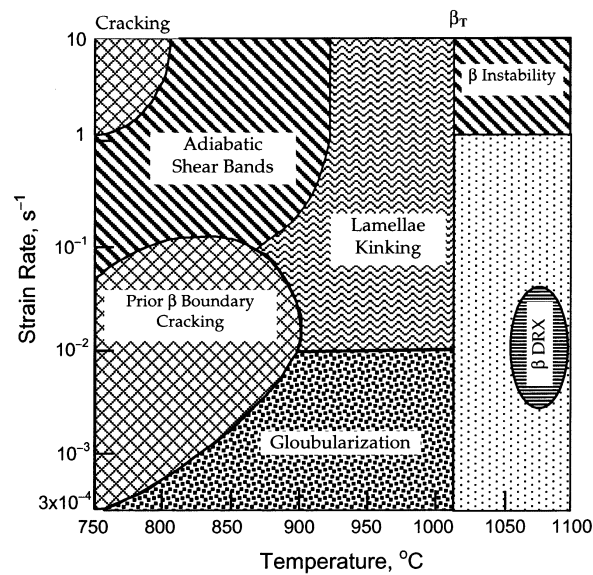 Cracking
β_T
10
β Instability
1
Adiabatic
Shear Bands
Lamellae
Kinking
10⁻¹
Strain Rate, s⁻¹
Prior β Boundary
Cracking
β DRX
10⁻²
Gloubularization
10⁻³
3x10⁻⁴
750 800 850 900 950 1000 1050 1100
Temperature, °C